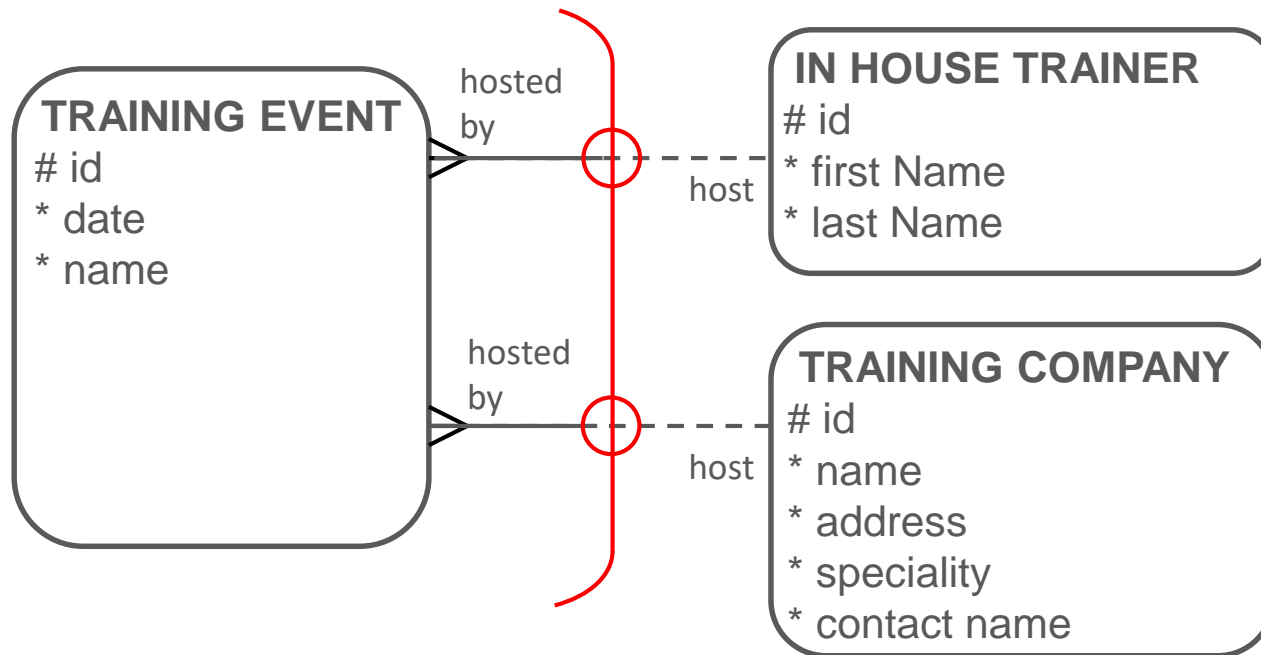 TRAINING EVENT
# id
* date
* name
hosted
by
host
IN HOUSE TRAINER
# id
* first Name
* last Name
hosted
by
host
TRAINING COMPANY
# id
* name
* address
* speciality
* contact name